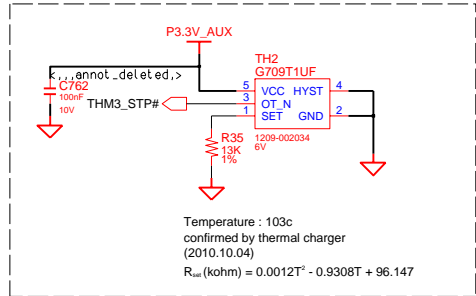 P3.3V_AUX
<,,,annot_deleted,>
C762
100nF
10V
THM3_STP#
TH2
G709T1UF
5 VCC HYST 4
3 OT_N
1 SET GND 2
R35
13K
1%
1209-002034
6V
Temperature : 103c
confirmed by thermal charger
(2010.10.04)
Rset (kohm) = 0.0012T² - 0.9308T + 96.147